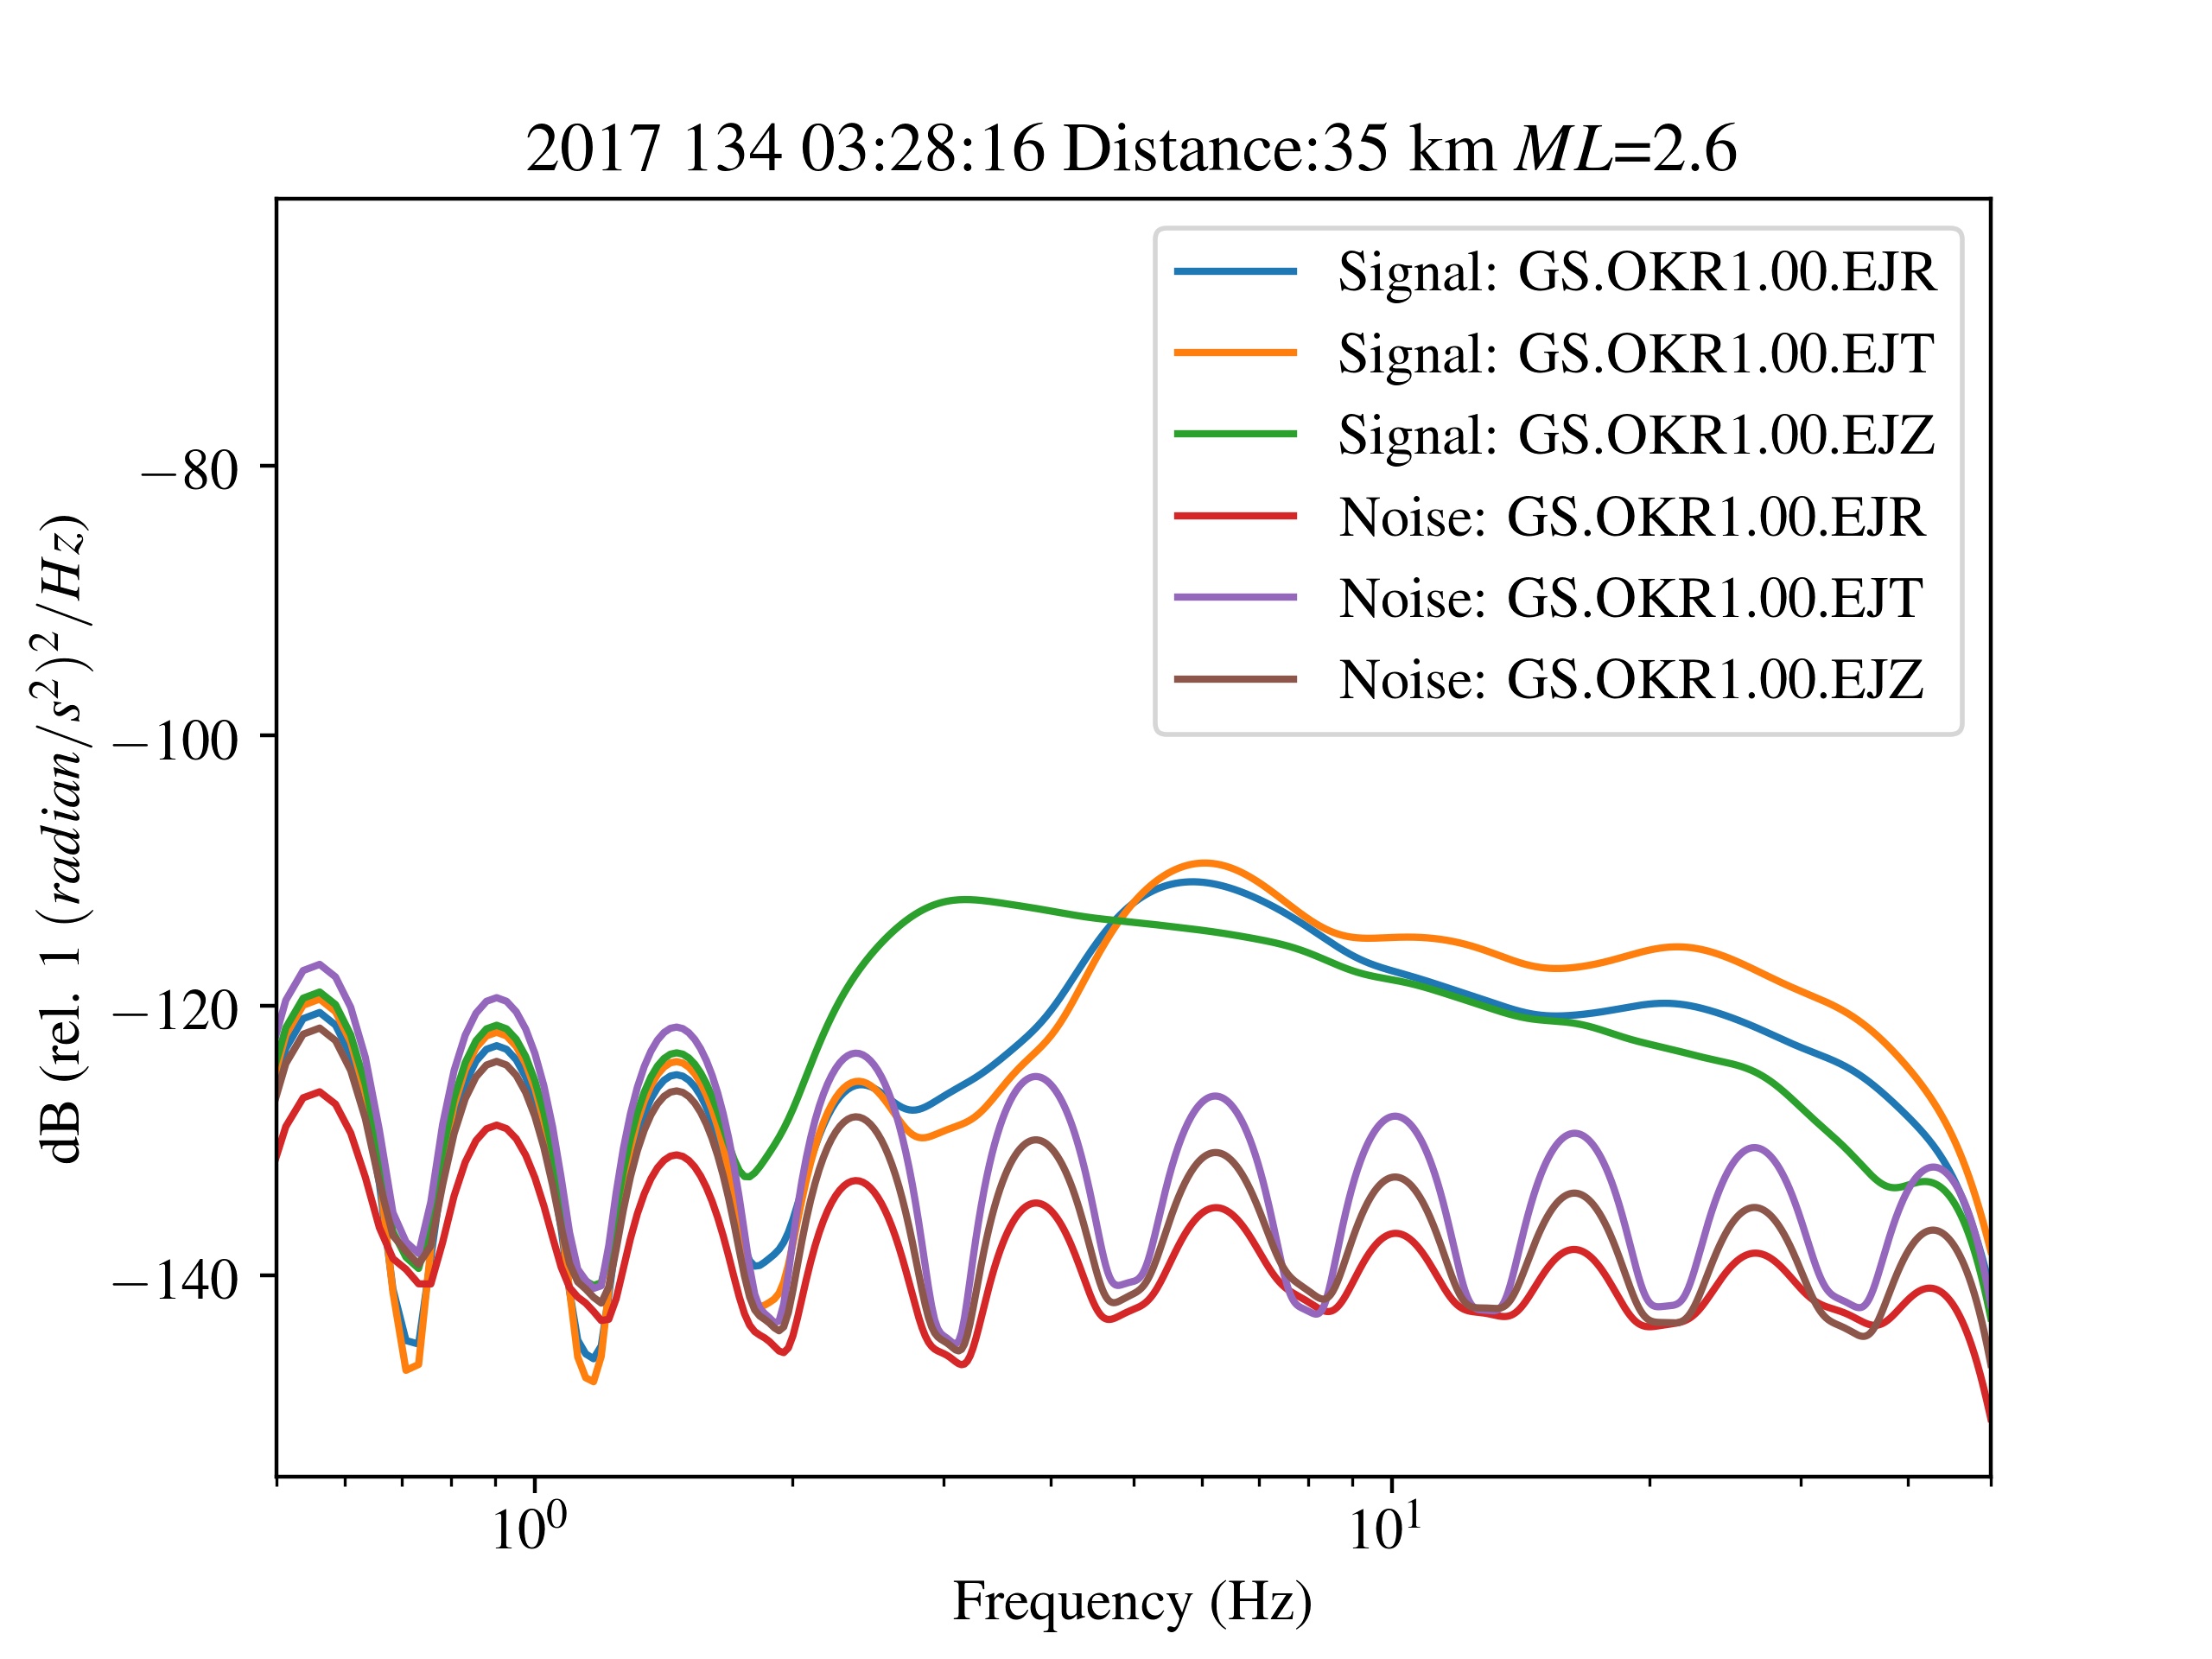 2017 134 03:28:16 Distance:35 km ML=2.6
Signal: GS.OKR1.00.EJR
Signal: GS.OKR1.00.EJT
Signal: GS.OKR1.00.EJZ
Noise: GS.OKR1.00.EJR
Noise: GS.OKR1.00.EJT
Noise: GS.OKR1.00.EJZ
dB (rel. 1 (radian/s²)²/Hz)
−80
−100
−120
−140
10⁰ 10¹
Frequency (Hz)